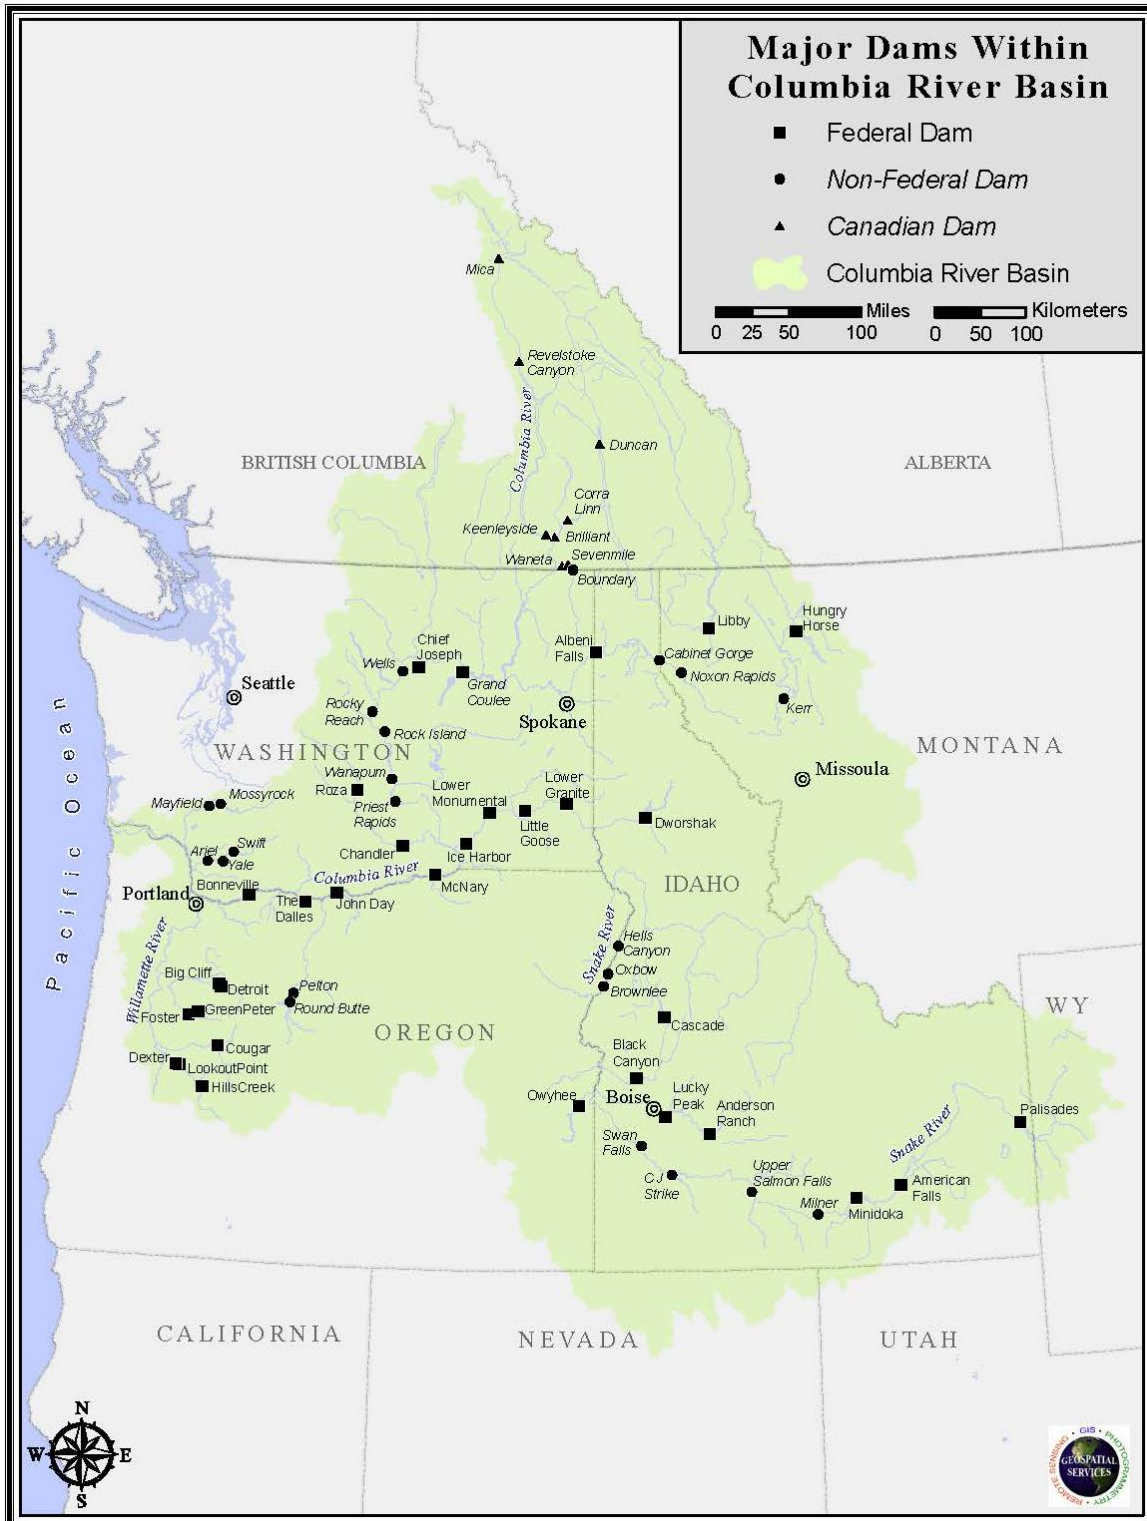 Major Dams Within
Columbia River Basin
Federal Dam
Non-Federal Dam
Canadian Dam
Columbia River Basin
Miles
Kilometers
0 25 50 100
0 50 100
Mica
Revelstoke
Canyon
Columbia River
Duncan
BRITISH COLUMBIA
ALBERTA
Corra
Linn
Keenleyside
Brilliant
Waneta
Sevenmile
Boundary
Libby
Hungry
Horse
Chief
Joseph
Albeni
Falls
Cabinet Gorge
Wells
Noxon Rapids
Grand
Coulee
Kerr
Seattle
Rocky
Reach
Spokane
Rock Island
WASHINGTON
MONTANA
Missoula
Wanapum
Roza
Lower
Monumental
Lower
Granite
Mayfield
Mossyrock
Priest
Rapids
Little
Goose
Dworshak
Ariel
Swift
Yale
Chandler
Ice Harbor
Columbia River
McNary
IDAHO
Portland
Bonneville
The
Dalles
John Day
Pacific Ocean
Willamette River
Snake River
Hells
Canyon
Oxbow
Brownlee
Big Cliff
Detroit
Pelton
Round Butte
Foster
GreenPeter
OREGON
WY
Cascade
Cougar
Dexter
LookoutPoint
HillsCreek
Black
Canyon
Owyhee
Boise
Lucky
Peak
Anderson
Ranch
Palisades
Swan
Falls
Snake River
CJ
Strike
Upper
Salmon Falls
American
Falls
Milner
Minidoka
CALIFORNIA
NEVADA
UTAH
N
W E
S
REMOTE SENSING • GIS • PHOTOGRAMMETRY •
GEOSPATIAL
SERVICES